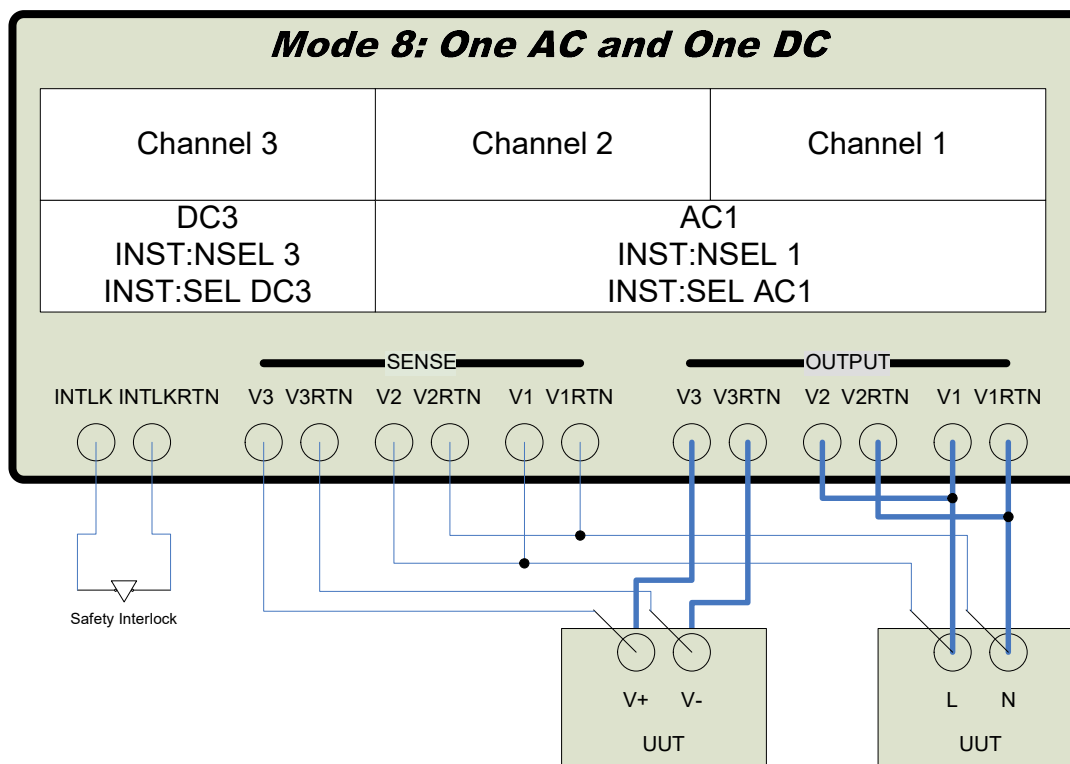 Mode 8: One AC and One DC
Channel 3
Channel 2
Channel 1
DC3
INST:NSEL 3
INST:SEL DC3
AC1
INST:NSEL 1
INST:SEL AC1
SENSE
OUTPUT
INTLK INTLKRTN V3 V3RTN V2 V2RTN V1 V1RTN V3 V3RTN V2 V2RTN V1 V1RTN
Safety Interlock
V+ V- L N
UUT UUT